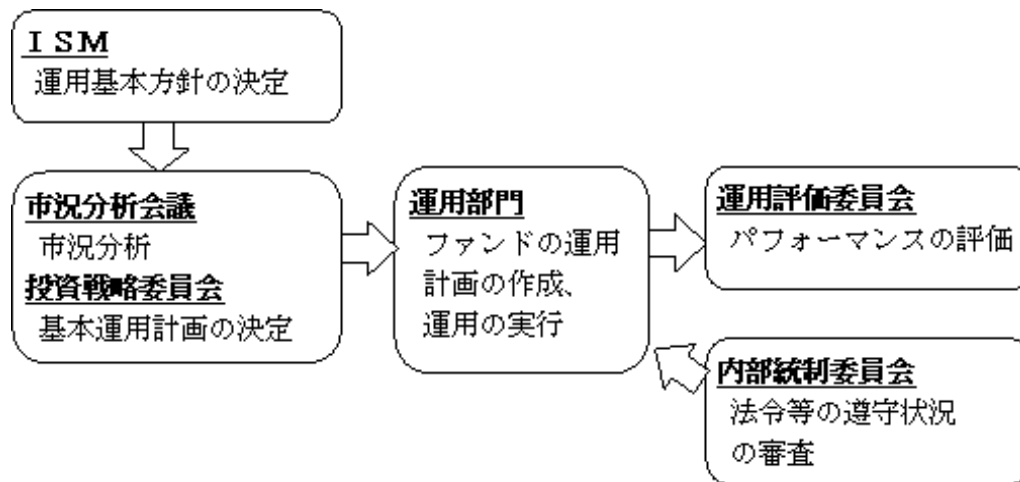 ＩＳＭ
運用基本方針の決定
市況分析会議
市況分析
投資戦略委員会
基本運用計画の決定
運用部門
ファンドの運用
計画の作成、
運用の実行
運用評価委員会
パフォーマンスの評価
内部統制委員会
法令等の遵守状況
の審査